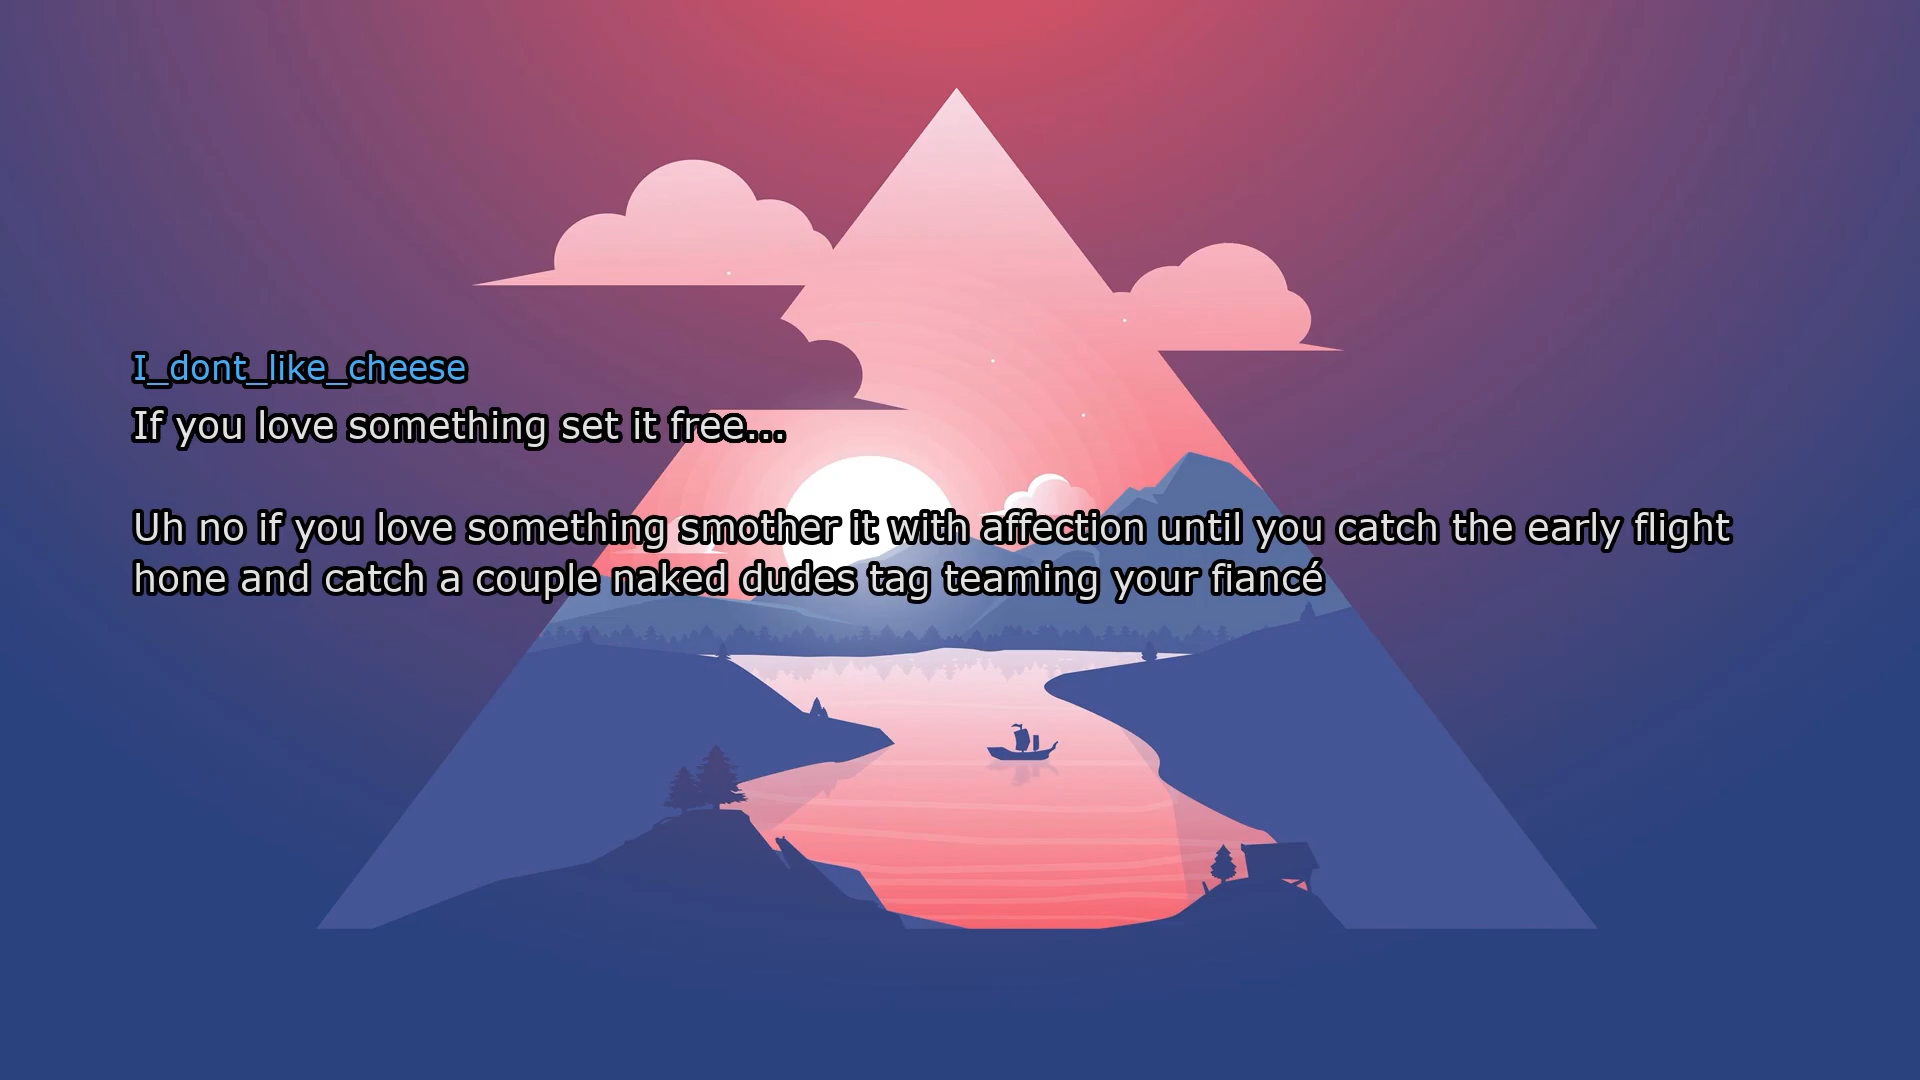 I_dont_like_cheese
If you love something set it free...
Uh no if you love something smother it with affection until you catch the early flight
hone and catch a couple naked dudes tag teaming your fiancé